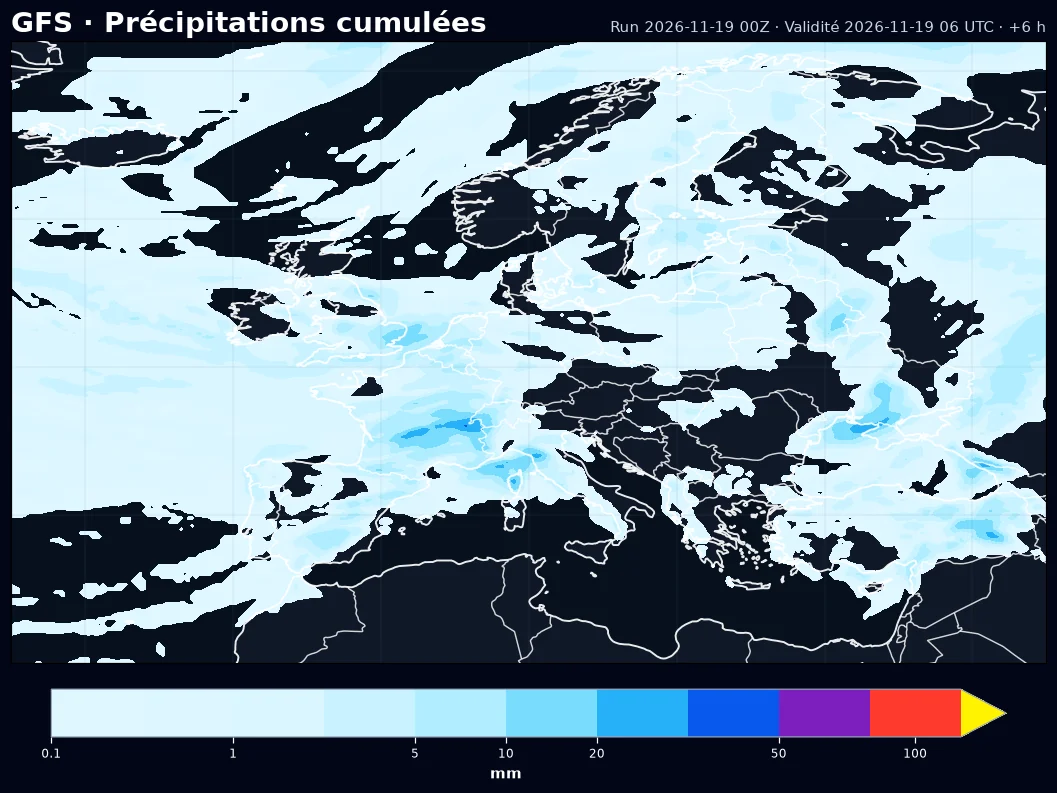 GFS · Précipitations cumulées
Run 2026-11-19 00Z · Validité 2026-11-19 06 UTC · +6 h
0.1 1 5 10 20 50 100
mm